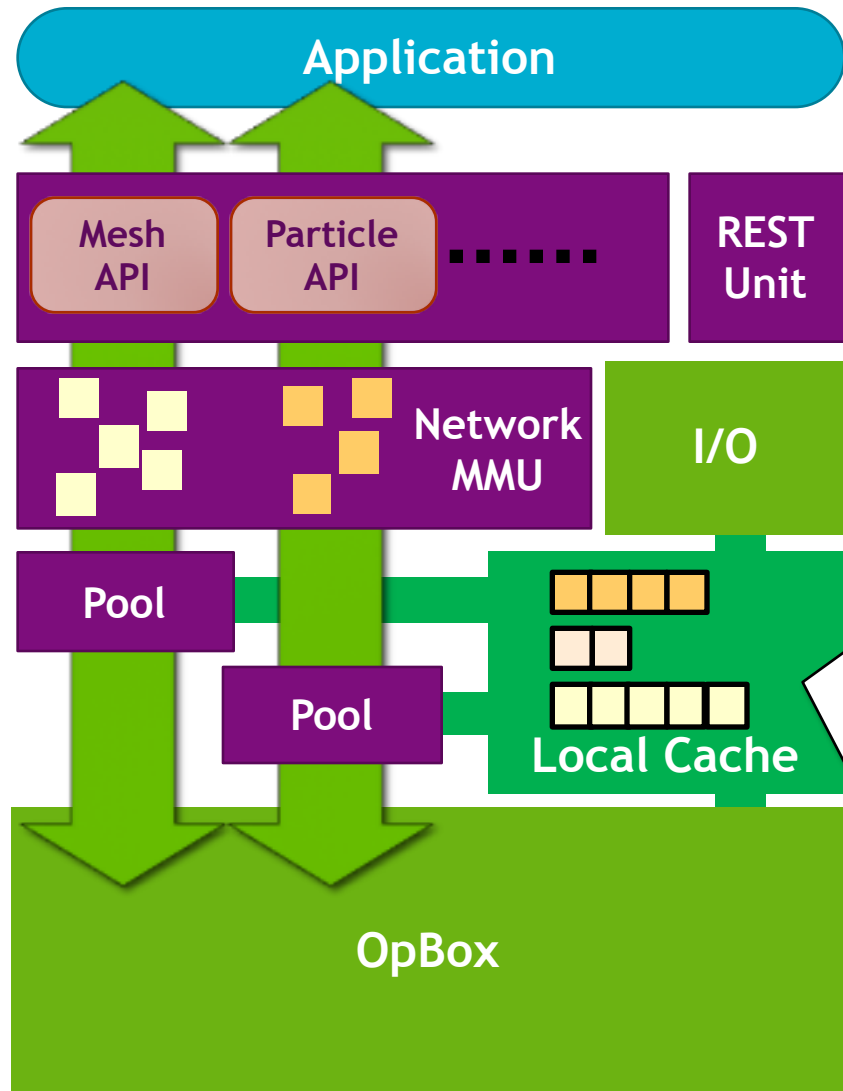 Application
Mesh
API
Particle
API
REST
Unit
Network
MMU
I/O
Pool
Pool
Local Cache
OpBox